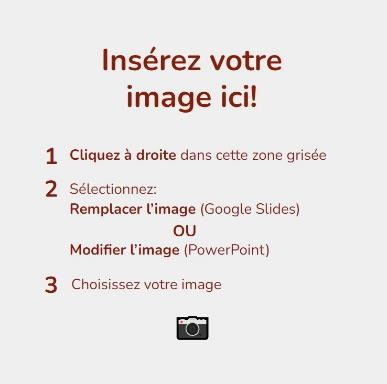 Insérez votre
image ici!
1 Cliquez à droite dans cette zone grisée
2 Sélectionnez:
Remplacer l'image (Google Slides)
OU
Modifier l'image (PowerPoint)
3 Choisissez votre image